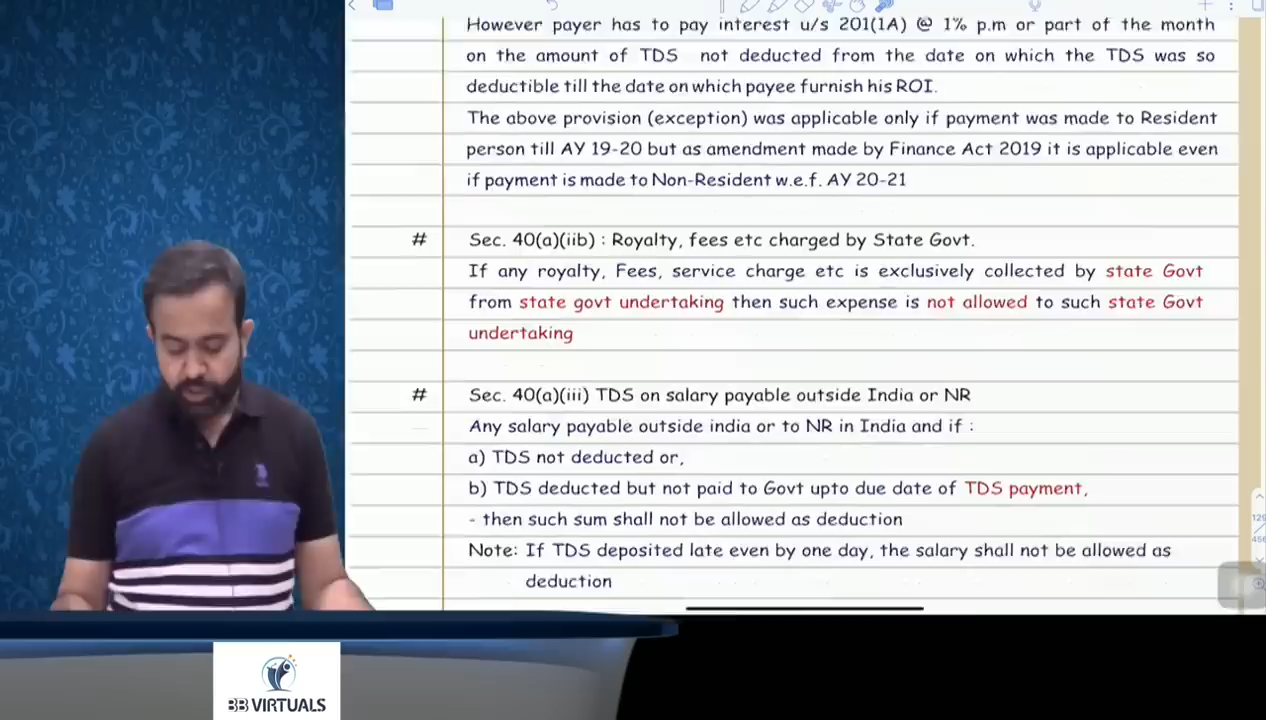 However payer has to pay interest u/s 201(1A) @ 1% p.m or part of the month
on the amount of TDS not deducted from the date on which the TDS was so
deductible till the date on which payee furnish his ROI.
The above provision (exception) was applicable only if payment was made to Resident
person till AY 19-20 but as amendment made by Finance Act 2019 it is applicable even
if payment is made to Non-Resident w.e.f. AY 20-21
# Sec. 40(a)(iib) : Royalty, fees etc charged by State Govt.
If any royalty, Fees, service charge etc is exclusively collected by state Govt
from state govt undertaking then such expense is not allowed to such state Govt
undertaking
# Sec. 40(a)(iii) TDS on salary payable outside India or NR
Any salary payable outside india or to NR in India and if :
a) TDS not deducted or,
b) TDS deducted but not paid to Govt upto due date of TDS payment,
- then such sum shall not be allowed as deduction
Note: If TDS deposited late even by one day, the salary shall not be allowed as
deduction
BB VIRTUALS